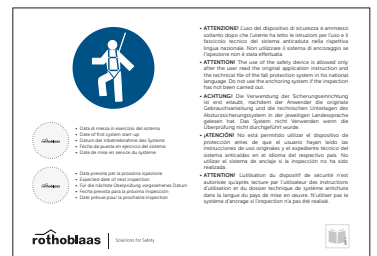 • ATTENZIONE! L'uso del dispositivo di sicurezza è ammesso
soltanto dopo che l'utente ha letto le istruzioni per l'uso e il
fascicolo tecnico del sistema anticaduta nella rispettiva
lingua nazionale. Non utilizzare il sistema di ancoraggio se
l'ispezione non è stata effettuata.
• ATTENTION! The use of the safety device is allowed only
after the user read the original application instruction and
the technical file of the fall protection system in his national
language. Do not use the anchoring system if the inspection
has not been carried out.
• ACHTUNG! Die Verwendung der Sicherungseinrichtung
ist erst erlaubt, nachdem der Anwender die originale
Gebrauchsanleitung und die technischen Unterlagen des
Absturzsicherungssystem in der jeweiligen Landessprache
gelesen hat. Das System nicht Verwenden wenn die
Überprüfung nicht durchgeführt wurde.
• ¡ATENCIÓN! No está permitido utilizar el dispositivo de
protección antes de que el usuario hayan leído las
instrucciones de uso originales y el expediente técnico del
sistema anticaídas en el idioma del respectivo país. No
utilizar el sistema de anclaje si la inspección no ha sido
realizada.
• ATTENTION! L'utilisation du dispositif de sécurité n'est
autorisée qu'après lecture par l'utilisateur des instructions
d'utilisation et du dossier technique de système antichute
dans la langue du pays de mise en œuvre. N'utiliser pas le
système d'ancrage si l'inspection n'a pas été réalisé.
rothoblaas
• Data di messa in esercizio del sistema
• Date of first system start-up
• Datum der Inbetriebnahme des Systems
• Fecha de puesta en ejercicio del sistema
• Date de mise en service du système
rothoblaas
• Data prevista per la prossima ispezione
• Expected date of next inspection
• Für die nächste Überprüfung vorgesehenes Datum
• Fecha prevista para la próxima inspección
• Date prévue pour la prochaine inspection
rothoblaas
Solutions for Safety